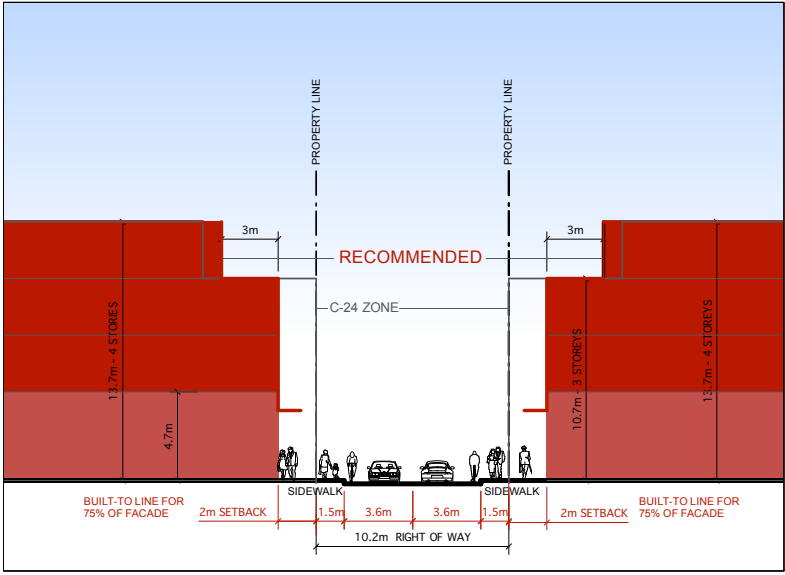 PROPERTY LINE
PROPERTY LINE
3m
3m
RECOMMENDED
C-24 ZONE
13.7m - 4 STORIES
10.7m - 3 STOREYS
13.7m - 4 STOREYS
4.7m
SIDEWALK
SIDEWALK
BUILT-TO LINE FOR
75% OF FACADE
2m SETBACK
1.5m
3.6m
3.6m
1.5m
2m SETBACK
BUILT-TO LINE FOR
75% OF FACADE
10.2m RIGHT OF WAY